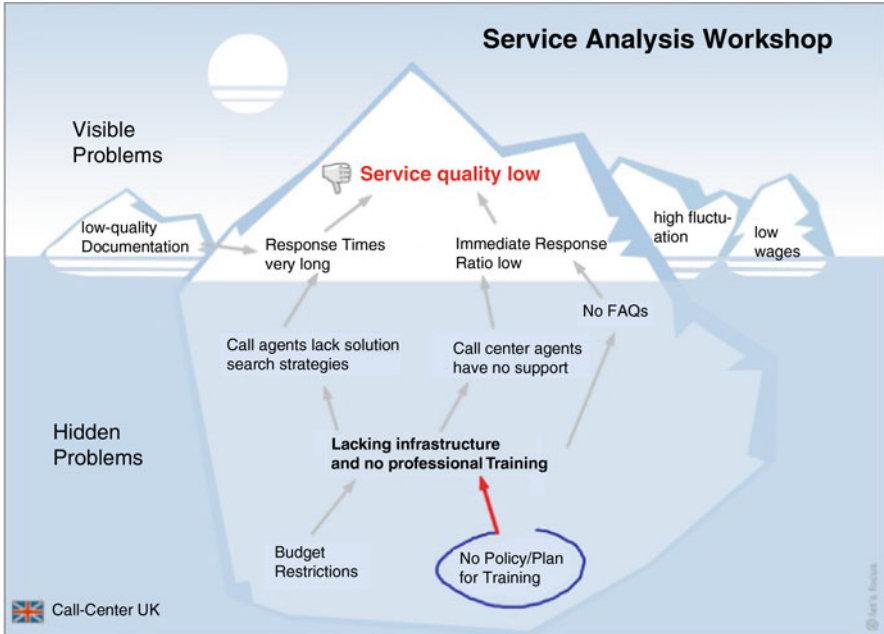 Service Analysis Workshop
Visible
Problems
Service quality low
low-quality
Documentation
Response Times
very long
Immediate Response
Ratio low
high fluctu-
ation
low
wages
No FAQs
Call agents lack solution
search strategies
Call center agents
have no support
Hidden
Problems
Lacking infrastructure
and no professional Training
Budget
Restrictions
No Policy/Plan
for Training
Call-Center UK
© let's focus